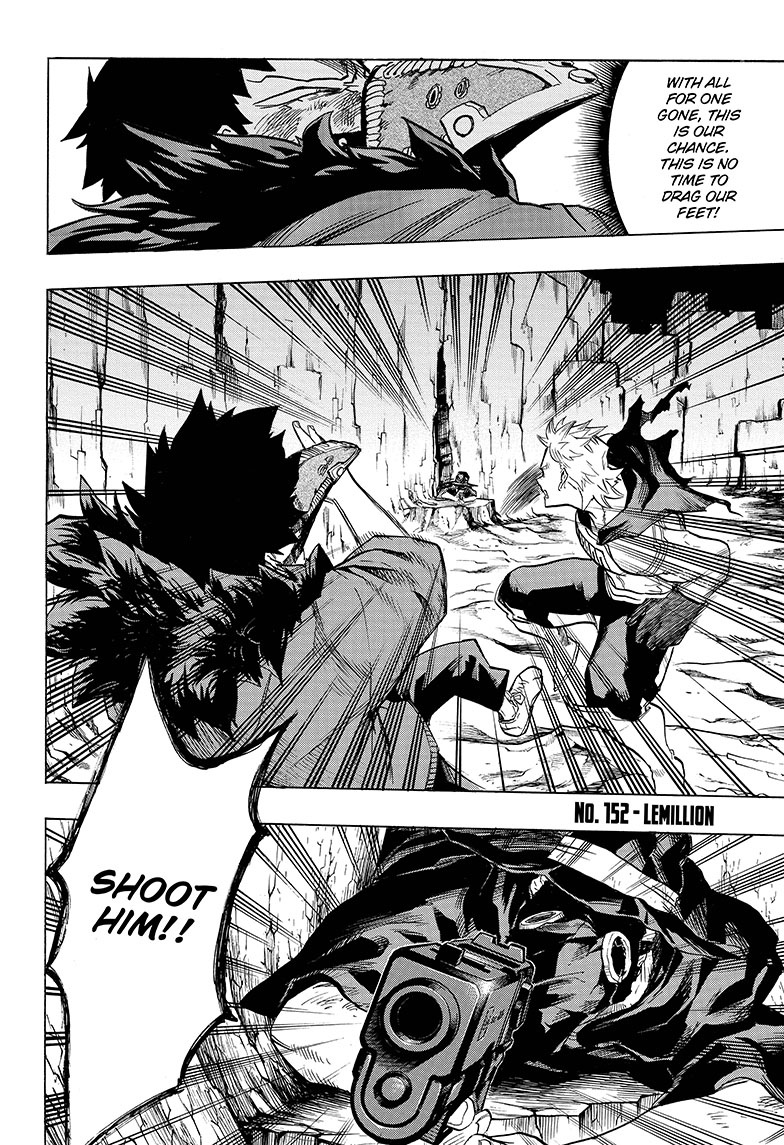 WITH ALL
FOR ONE
GONE, THIS
IS OUR
CHANCE.
THIS IS NO
TIME TO
DRAG OUR
FEET!
NO. 152 - LEMILLION
SHOOT
HIM!!